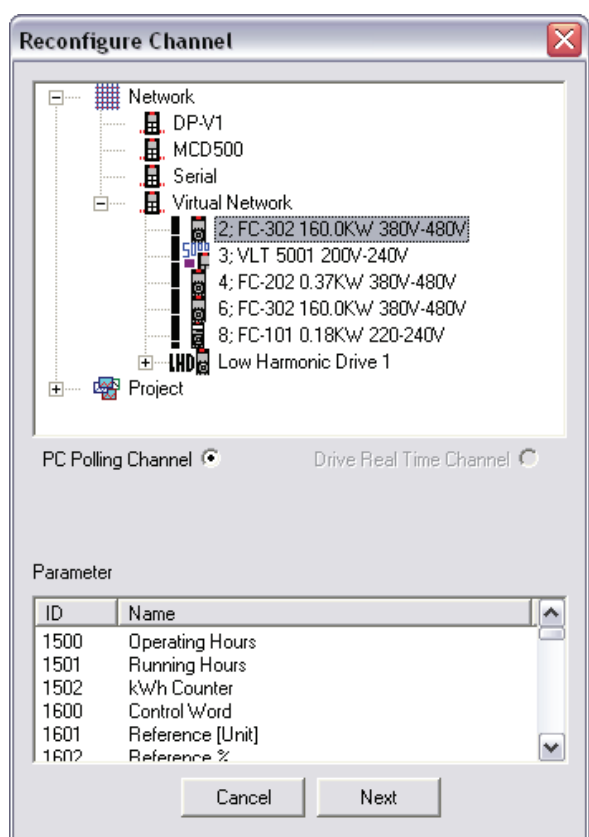 Reconfigure Channel
Network
DP-V1
MCD500
Serial
Virtual Network
2; FC-302 160.0KW 380V-480V
3; VLT 5001 200V-240V
4; FC-202 0.37KW 380V-480V
6; FC-302 160.0KW 380V-480V
8; FC-101 0.18KW 220-240V
LHD Low Harmonic Drive 1
Project
PC Polling Channel Drive Real Time Channel
Parameter
ID Name
1500 Operating Hours
1501 Running Hours
1502 kWh Counter
1600 Control Word
1601 Reference [Unit]
1602 Reference %
Cancel Next